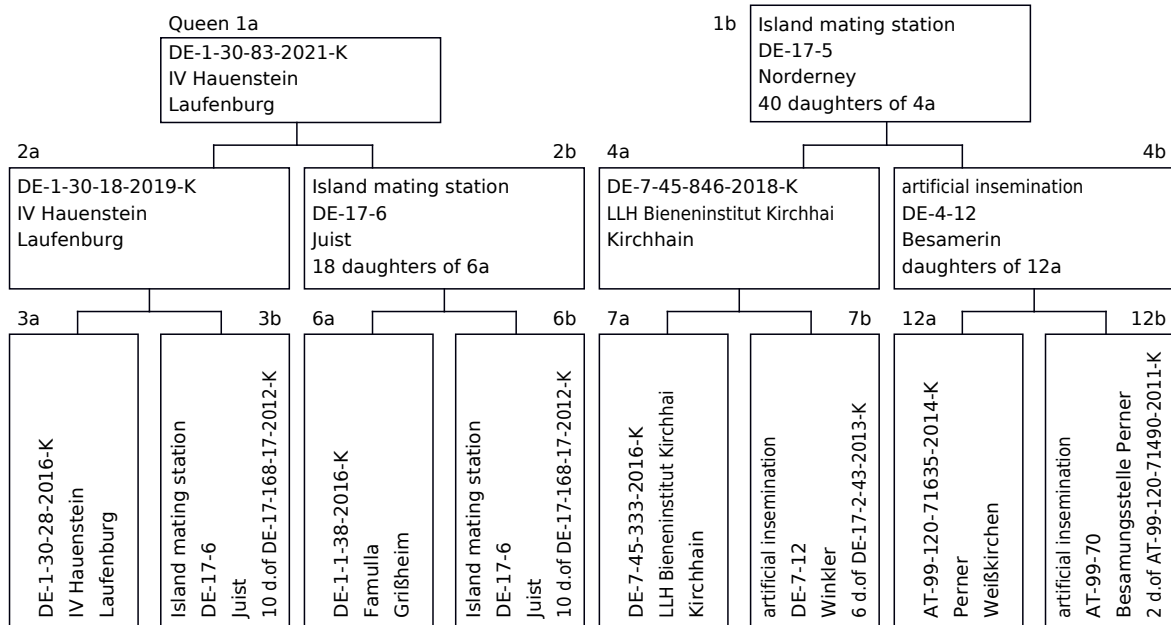 Queen 1a
DE-1-30-83-2021-K
IV Hauenstein
Laufenburg
1b
Island mating station
DE-17-5
Norderney
40 daughters of 4a
2a
DE-1-30-18-2019-K
IV Hauenstein
Laufenburg
2b
Island mating station
DE-17-6
Juist
18 daughters of 6a
4a
DE-7-45-846-2018-K
LLH Bieneninstitut Kirchhai
Kirchhain
4b
artificial insemination
DE-4-12
Besamerin
daughters of 12a
3a
DE-1-30-28-2016-K
IV Hauenstein
Laufenburg
3b
Island mating station
DE-17-6
Juist
10 d.of DE-17-168-17-2012-K
6a
DE-1-1-38-2016-K
Famulla
Grißheim
6b
Island mating station
DE-17-6
Juist
10 d.of DE-17-168-17-2012-K
7a
DE-7-45-333-2016-K
LLH Bieneninstitut Kirchhai
Kirchhain
7b
artificial insemination
DE-7-12
Winkler
6 d.of DE-17-2-43-2013-K
12a
AT-99-120-71635-2014-K
Perner
Weißkirchen
12b
artificial insemination
AT-99-70
Besamungsstelle Perner
2 d.of AT-99-120-71490-2011-K